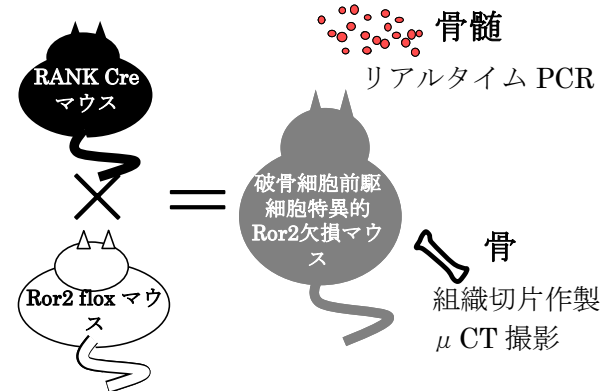 RANK Cre
マウス
×
Ror2 flox マウ
ス
＝
破骨細胞前駆
細胞特異的
Ror2欠損マウ
ス
骨髄
リアルタイム PCR
骨
組織切片作製
μ CT 撮影